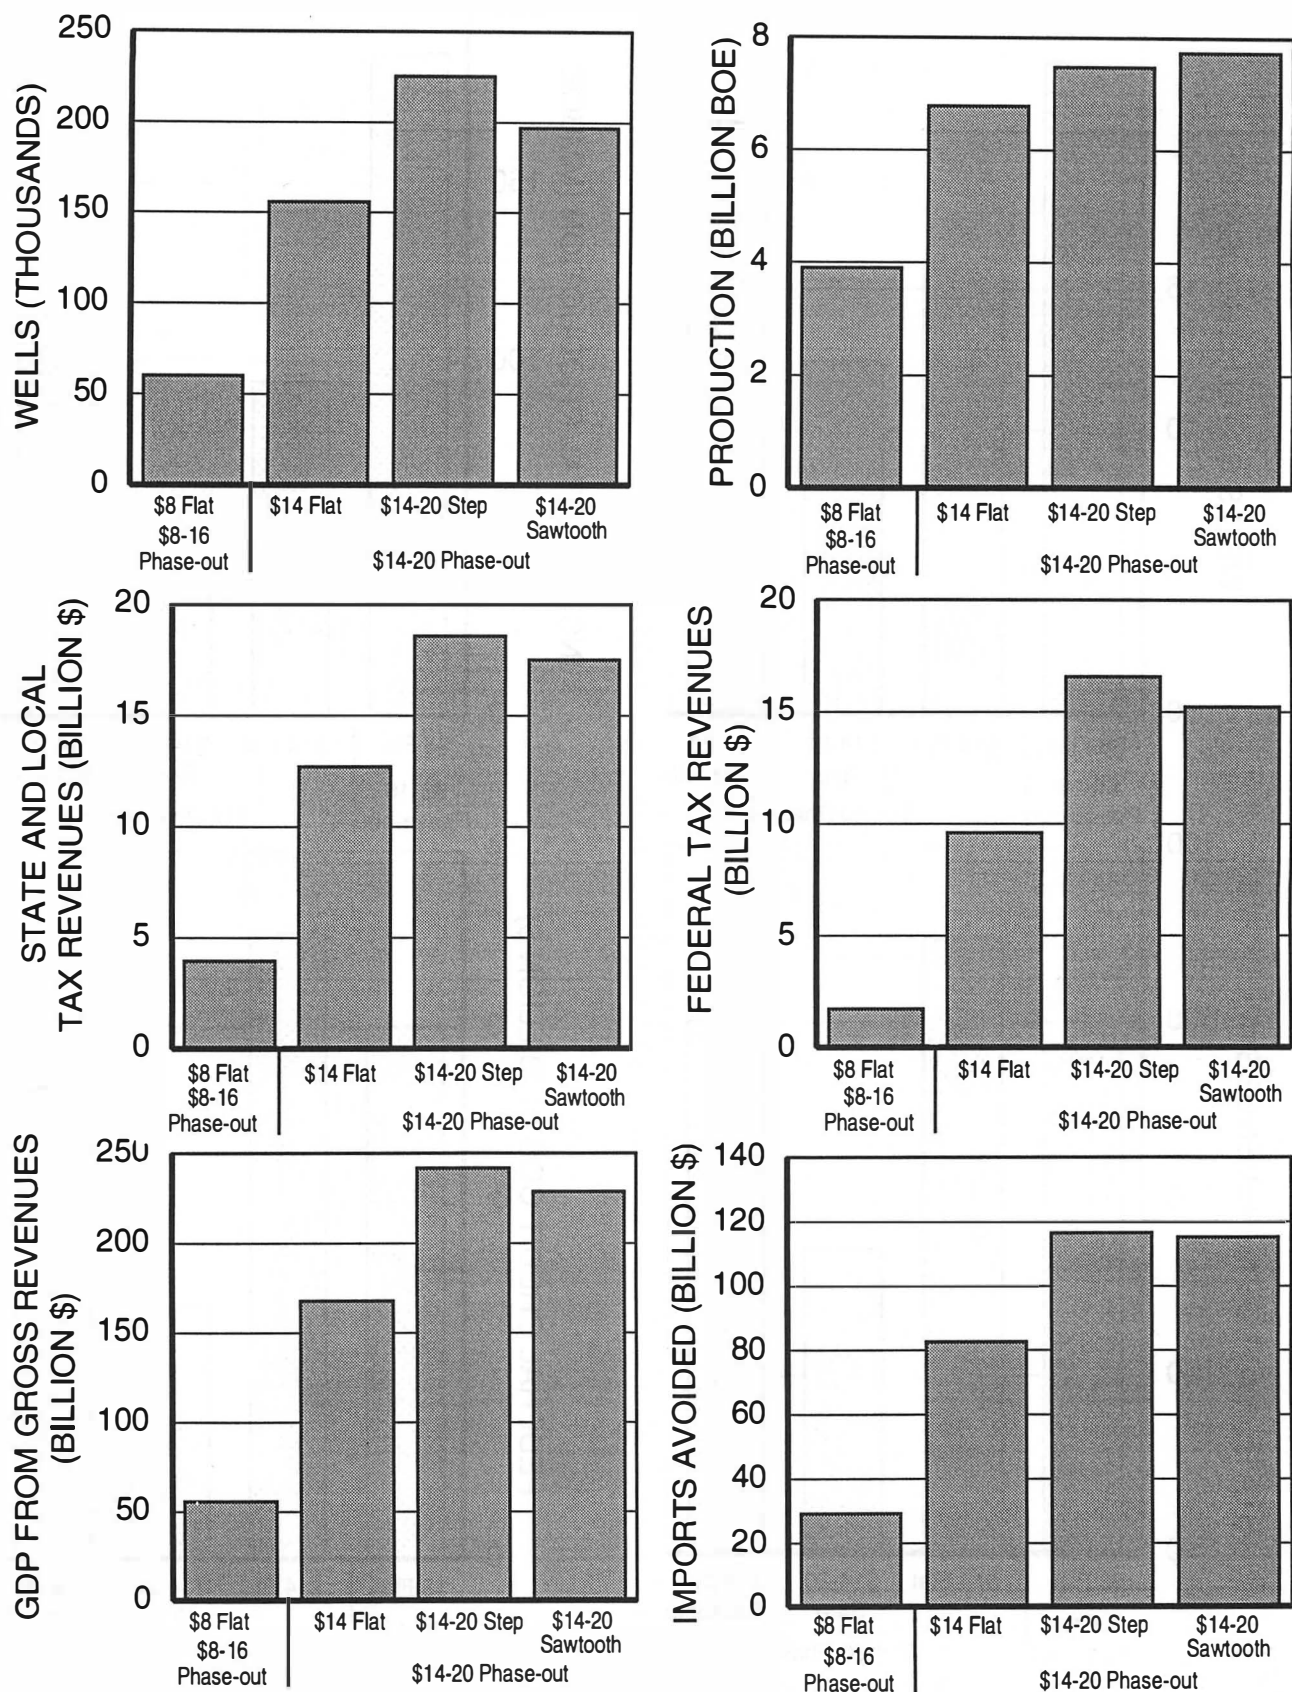 WELLS (THOUSANDS)
250
200
150
100
50
0
$8 Flat
$8-16
Phase-out
$14 Flat
$14-20 Step
$14-20
Sawtooth
$14-20 Phase-out
PRODUCTION (BILLION BOE)
8
6
4
2
0
$8 Flat
$8-16
Phase-out
$14 Flat
$14-20 Step
$14-20
Sawtooth
$14-20 Phase-out
STATE AND LOCAL
TAX REVENUES (BILLION $)
20
15
10
5
0
$8 Flat
$8-16
Phase-out
$14 Flat
$14-20 Step
$14-20
Sawtooth
$14-20 Phase-out
FEDERAL TAX REVENUES
(BILLION $)
20
15
10
5
0
$8 Flat
$8-16
Phase-out
$14 Flat
$14-20 Step
$14-20
Sawtooth
$14-20 Phase-out
GDP FROM GROSS REVENUES
(BILLION $)
250
200
150
100
50
0
$8 Flat
$8-16
Phase-out
$14 Flat
$14-20 Step
$14-20
Sawtooth
$14-20 Phase-out
IMPORTS AVOIDED (BILLION $)
140
120
100
80
60
40
20
0
$8 Flat
$8-16
Phase-out
$14 Flat
$14-20 Step
$14-20
Sawtooth
$14-20 Phase-out